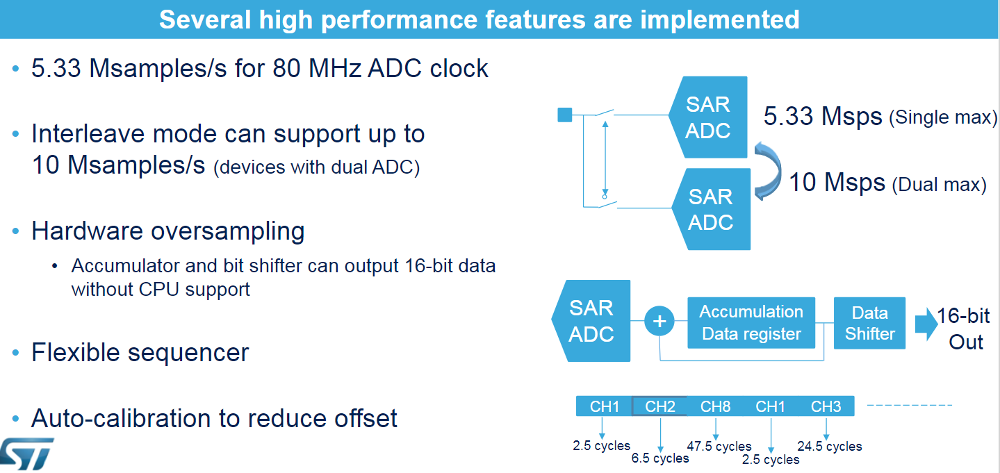 Several high performance features are implemented
• 5.33 Msamples/s for 80 MHz ADC clock
• Interleave mode can support up to
10 Msamples/s (devices with dual ADC)
• Hardware oversampling
• Accumulator and bit shifter can output 16-bit data
without CPU support
• Flexible sequencer
• Auto-calibration to reduce offset
SAR
ADC
5.33 Msps (Single max)
SAR
ADC
10 Msps (Dual max)
SAR
ADC
+
Accumulation
Data register
Data
Shifter
16-bit
Out
CH1 CH2 CH8 CH1 CH3
2.5 cycles
6.5 cycles
47.5 cycles
2.5 cycles
24.5 cycles
ST